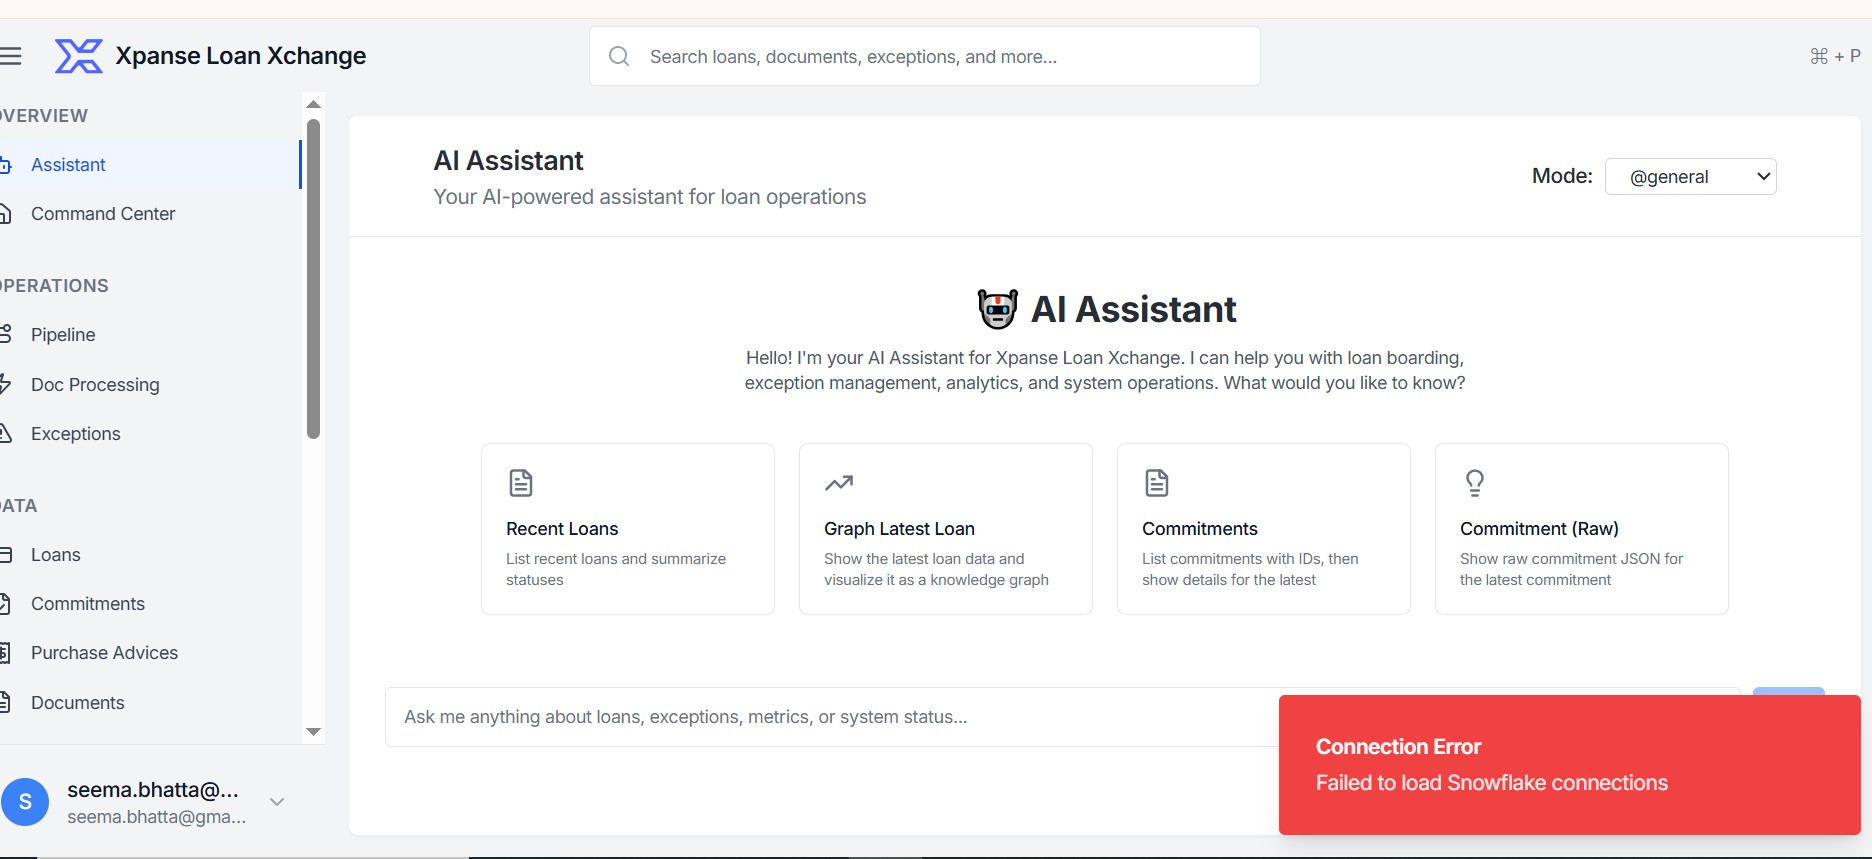 Xpanse Loan Xchange
Search loans, documents, exceptions, and more...
⌘ + P
OVERVIEW
Assistant
Command Center
OPERATIONS
Pipeline
Doc Processing
Exceptions
DATA
Loans
Commitments
Purchase Advices
Documents
seema.bhatta@...
seema.bhatta@gma...
S
AI Assistant
Your AI-powered assistant for loan operations
Mode:
@general
AI Assistant
Hello! I'm your AI Assistant for Xpanse Loan Xchange. I can help you with loan boarding,
exception management, analytics, and system operations. What would you like to know?
Recent Loans
List recent loans and summarize
statuses
Graph Latest Loan
Show the latest loan data and
visualize it as a knowledge graph
Commitments
List commitments with IDs, then
show details for the latest
Commitment (Raw)
Show raw commitment JSON for
the latest commitment
Ask me anything about loans, exceptions, metrics, or system status...
Connection Error
Failed to load Snowflake connections